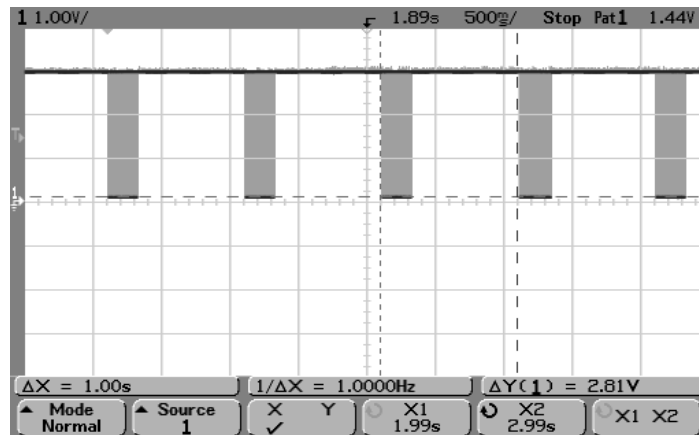 1 1.00V/ 1.89s 500ms/ Stop Pat1 1.44V
T
1
ΔX = 1.00s 1/ΔX = 1.0000Hz ΔY(1) = 2.81V
Mode Source X Y X1 X2 X1 X2
Normal 1 ✓ 1.99s 2.99s